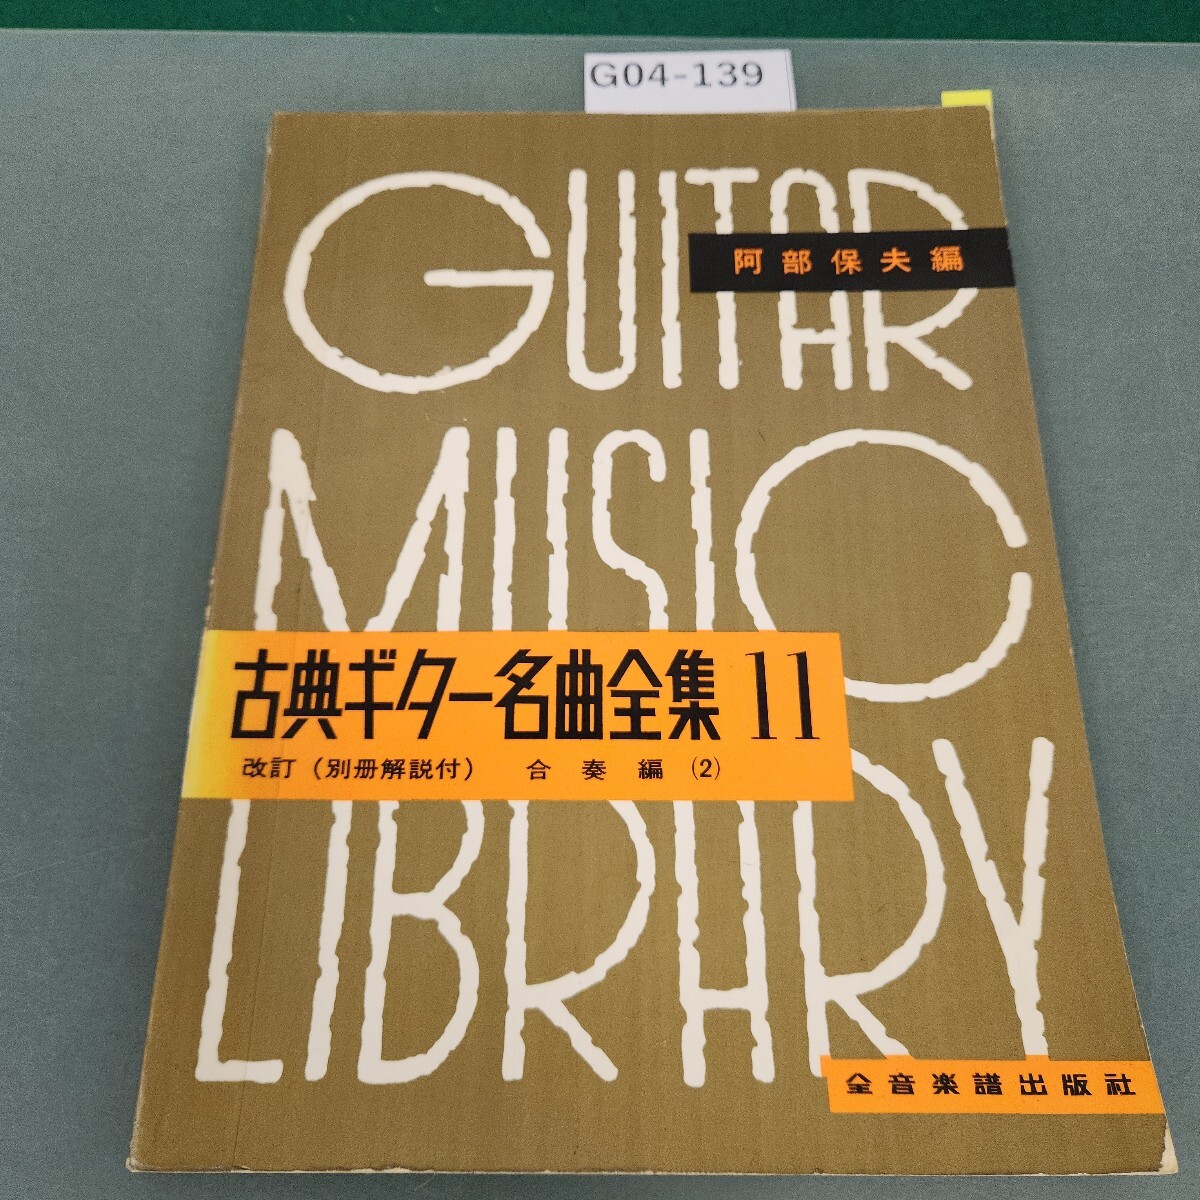 G04-139
GUITAR
阿部保夫編
MUSIC
古典ギター名曲全集 11
改訂（別冊解説付） 合奏編 (2)
LIBRARY
全音楽譜出版社